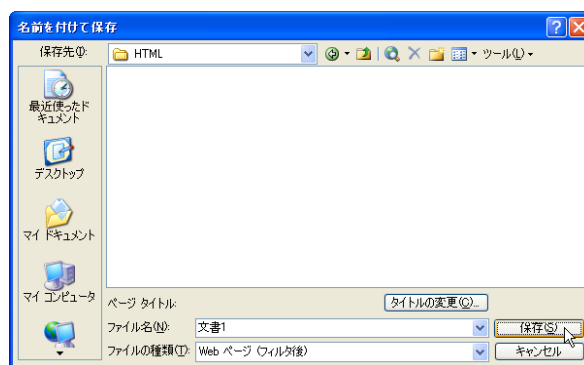 名前を付けて保存
保存先(I):
HTML
ツール(L)
最近使ったド
キュメント
デスクトップ
マイ ドキュメント
マイ コンピュータ
ページ タイトル:
タイトルの変更(C)...
ファイル名(N):
文書1
保存(S)
ファイルの種類(T):
Web ページ (フィルタ後)
キャンセル